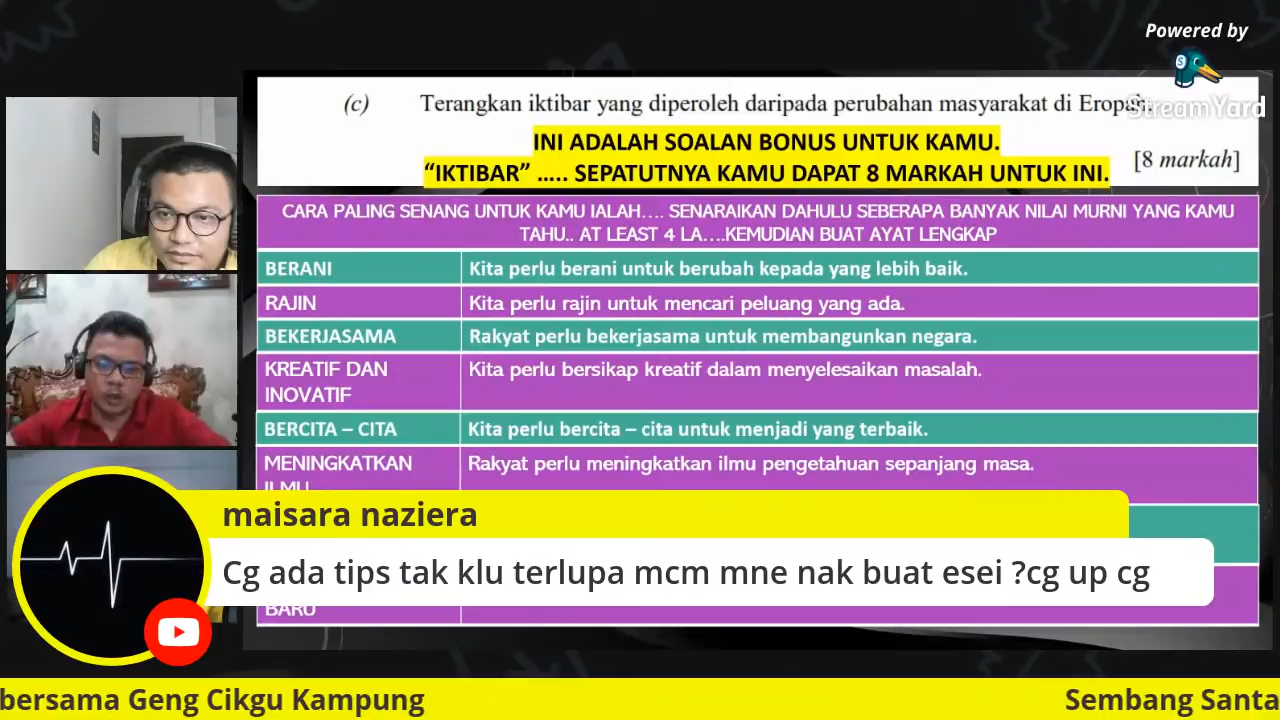 Powered by
StreamYard
(c) Terangkan iktibar yang diperoleh daripada perubahan masyarakat di Eropah.
INI ADALAH SOALAN BONUS UNTUK KAMU.
“IKTIBAR” ..... SEPATUTNYA KAMU DAPAT 8 MARKAH UNTUK INI.
[8 markah]
CARA PALING SENANG UNTUK KAMU IALAH.... SENARAIKAN DAHULU SEBERAPA BANYAK NILAI MURNI YANG KAMU
TAHU.. AT LEAST 4 LA....KEMUDIAN BUAT AYAT LENGKAP
BERANI Kita perlu berani untuk berubah kepada yang lebih baik.
RAJIN Kita perlu rajin untuk mencari peluang yang ada.
BEKERJASAMA Rakyat perlu bekerjasama untuk membangunkan negara.
KREATIF DAN Kita perlu bersikap kreatif dalam menyelesaikan masalah.
INOVATIF
BERCITA – CITA Kita perlu bercita – cita untuk menjadi yang terbaik.
MENINGKATKAN Rakyat perlu meningkatkan ilmu pengetahuan sepanjang masa.
ILMU
maisara naziera
Cg ada tips tak klu terlupa mcm mne nak buat esei ?cg up cg
BARU
bersama Geng Cikgu Kampung
Sembang Santa